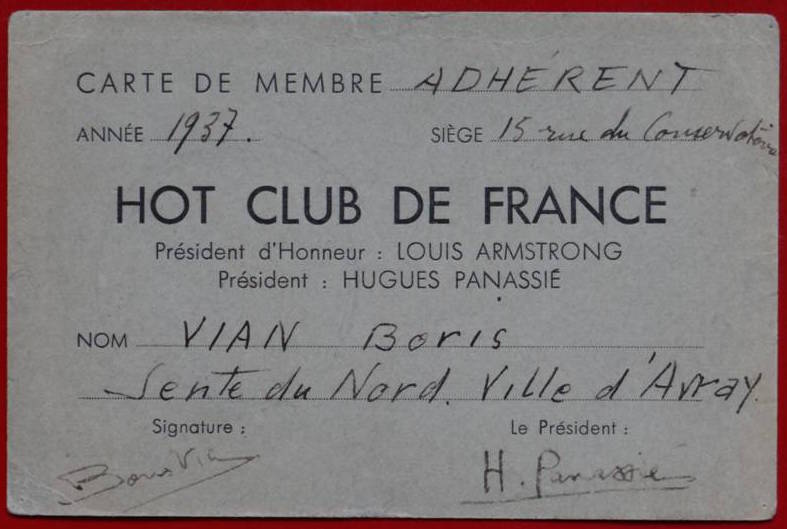 CARTE DE MEMBRE ADHÉRENT
ANNÉE 1937. SIÈGE 15 rue du Conservatoire
HOT CLUB DE FRANCE
Président d'Honneur : LOUIS ARMSTRONG
Président : HUGUES PANASSIÉ
NOM VIAN Boris
Sente du Nord. Ville d'Avray.
Signature : Le Président :
Boris Vian H. Panassié